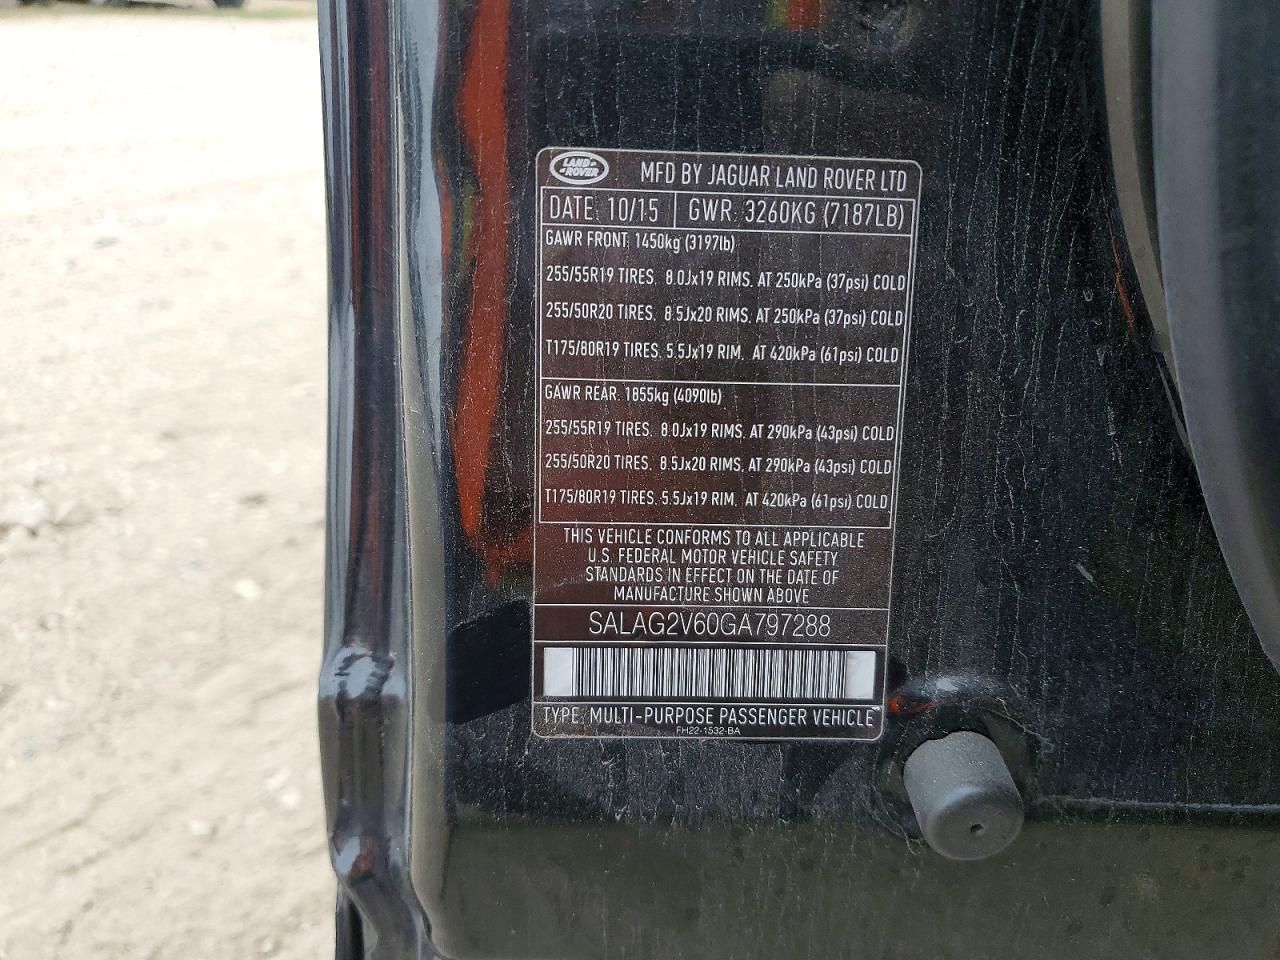 LAND ROVER
MFD BY JAGUAR LAND ROVER LTD
DATE: 10/15 GWR: 3260KG (7187LB)
GAWR FRONT: 1450kg (3197lb)
255/55R19 TIRES. 8.0Jx19 RIMS. AT 250kPa (37psi) COLD
255/50R20 TIRES. 8.5Jx20 RIMS. AT 250kPa (37psi) COLD
T175/80R19 TIRES. 5.5Jx19 RIM. AT 420kPa (61psi) COLD
GAWR REAR: 1855kg (4090lb)
255/55R19 TIRES. 8.0Jx19 RIMS. AT 290kPa (43psi) COLD
255/50R20 TIRES. 8.5Jx20 RIMS. AT 290kPa (43psi) COLD
T175/80R19 TIRES. 5.5Jx19 RIM. AT 420kPa (61psi) COLD
THIS VEHICLE CONFORMS TO ALL APPLICABLE
U.S. FEDERAL MOTOR VEHICLE SAFETY
STANDARDS IN EFFECT ON THE DATE OF
MANUFACTURE SHOWN ABOVE
SALAG2V60GA797288
TYPE: MULTI-PURPOSE PASSENGER VEHICLE
FH22-1532-BA